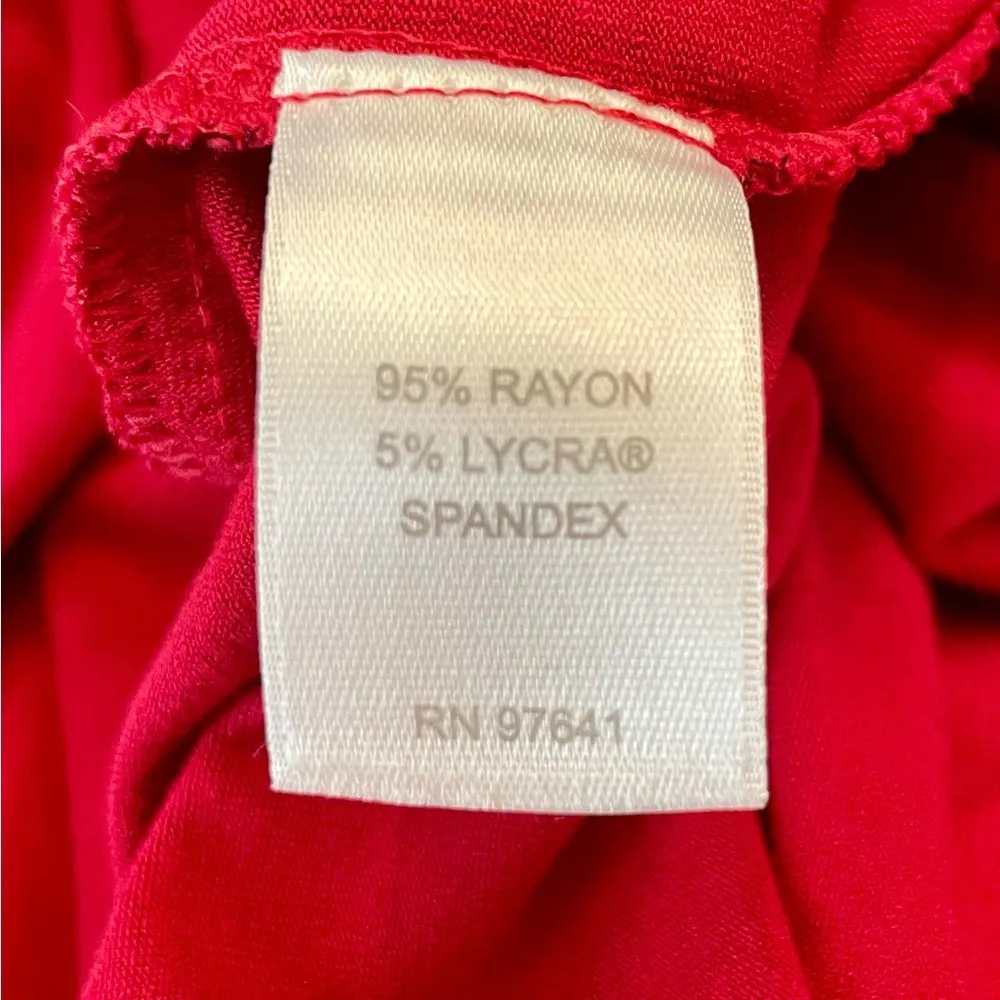 95% RAYON
5% LYCRA®
SPANDEX
RN 97641